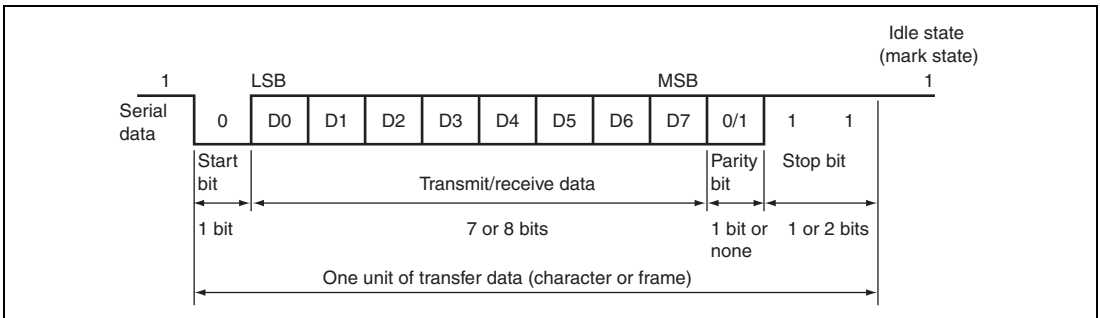 Idle state
(mark state)
1 LSB MSB 1
Serial
data
0 D0 D1 D2 D3 D4 D5 D6 D7 0/1 1 1
Start
bit
Transmit/receive data
Parity
bit
Stop bit
1 bit
7 or 8 bits
1 bit or
none
1 or 2 bits
One unit of transfer data (character or frame)